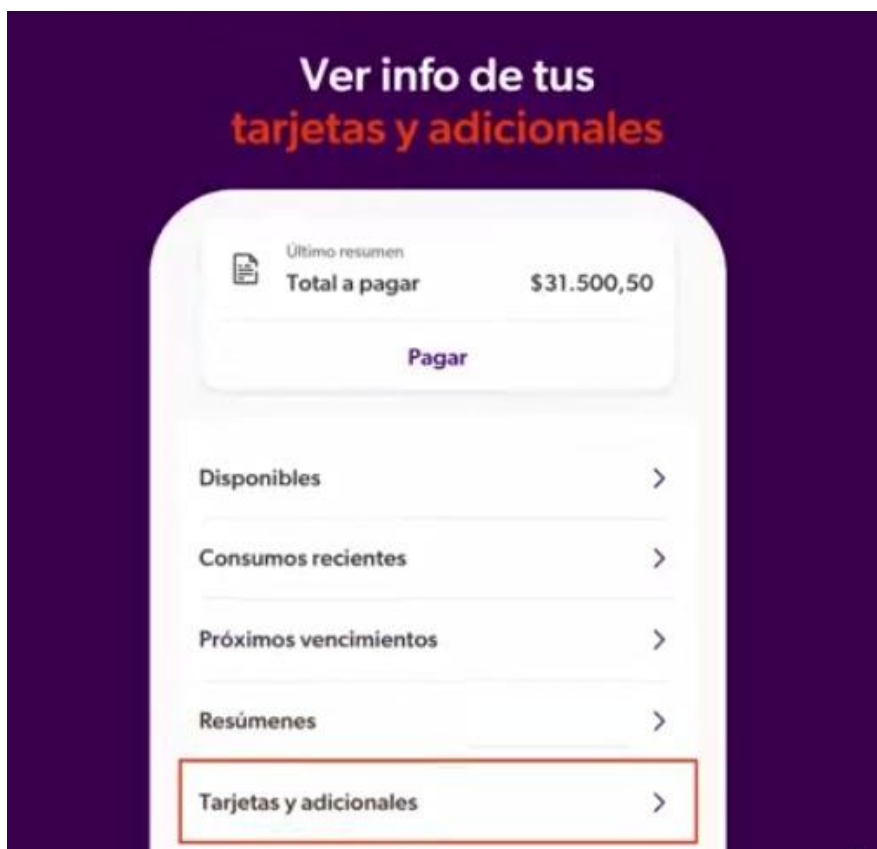 Ver info de tus
tarjetas y adicionales
Último resumen
Total a pagar $31.500,50
Pagar
Disponibles
Consumos recientes
Próximos vencimientos
Resúmenes
Tarjetas y adicionales